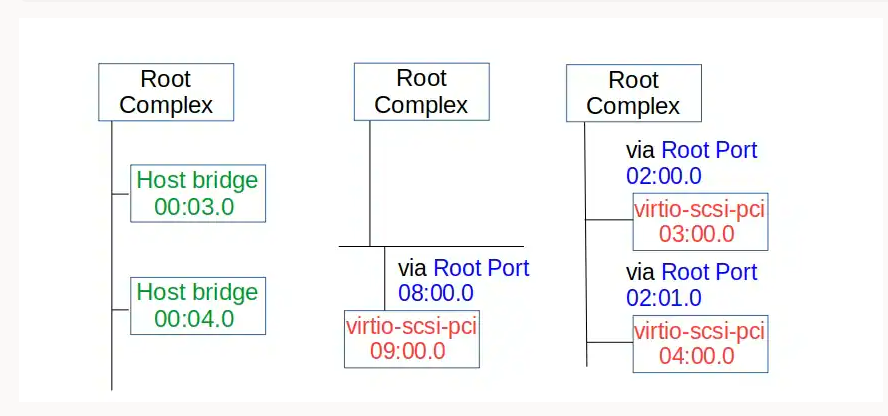 Root
Complex
Host bridge
00:03.0
Host bridge
00:04.0
Root
Complex
via Root Port
08:00.0
virtio-scsi-pci
09:00.0
Root
Complex
via Root Port
02:00.0
virtio-scsi-pci
03:00.0
via Root Port
02:01.0
virtio-scsi-pci
04:00.0